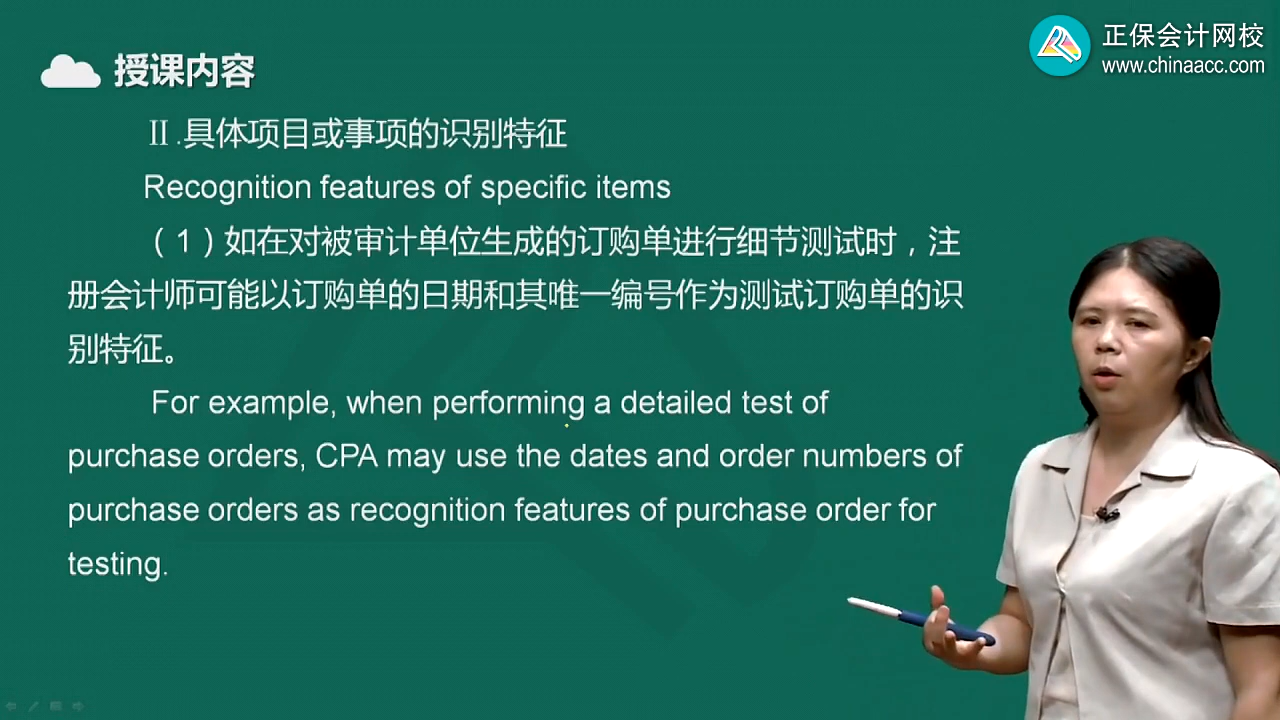 正保会计网校
www.chinaacc.com
授课内容
Ⅱ.具体项目或事项的识别特征
Recognition features of specific items
（1）如在对被审计单位生成的订购单进行细节测试时，注
册会计师可能以订购单的日期和其唯一编号作为测试订购单的识
别特征。
For example, when performing a detailed test of
purchase orders, CPA may use the dates and order numbers of
purchase orders as recognition features of purchase order for
testing.